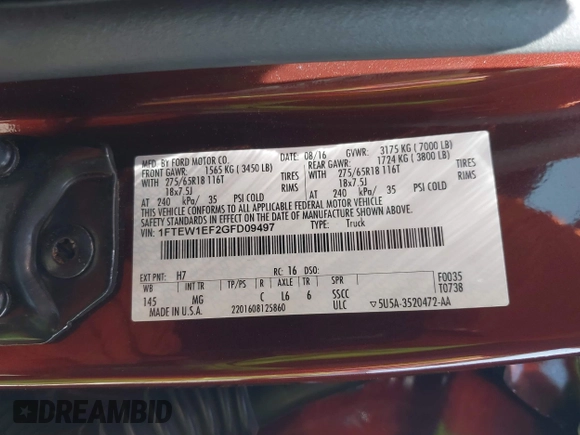 MFD. BY FORD MOTOR CO.
DATE: 08/16 GVWR: 3175 KG ( 7000 LB)
FRONT GAWR: 1565 KG ( 3450 LB) REAR GAWR: 1724 KG ( 3800 LB)
WITH 275/65R18 116T TIRES WITH 275/65R18 116T TIRES
18x7.5J RIMS 18x7.5J RIMS
AT 240 kPa/ 35 PSI COLD AT 240 kPa/ 35 PSI COLD
THIS VEHICLE CONFORMS TO ALL APPLICABLE FEDERAL MOTOR VEHICLE
SAFETY STANDARDS IN EFFECT ON THE DATE OF MANUFACTURE SHOWN ABOVE.
VIN: 1FTEW1EF2GFD09497 TYPE: Truck
EXT PNT: H7 RC: 16 DSO: F0035
WB INT TR TP/PS R AXLE TR SPR T0738
145 MG C L6 6 SSCC
MADE IN U.S.A. 2201608125860 ULC ▽ 5U5A-3520472-AA
DREAMBID